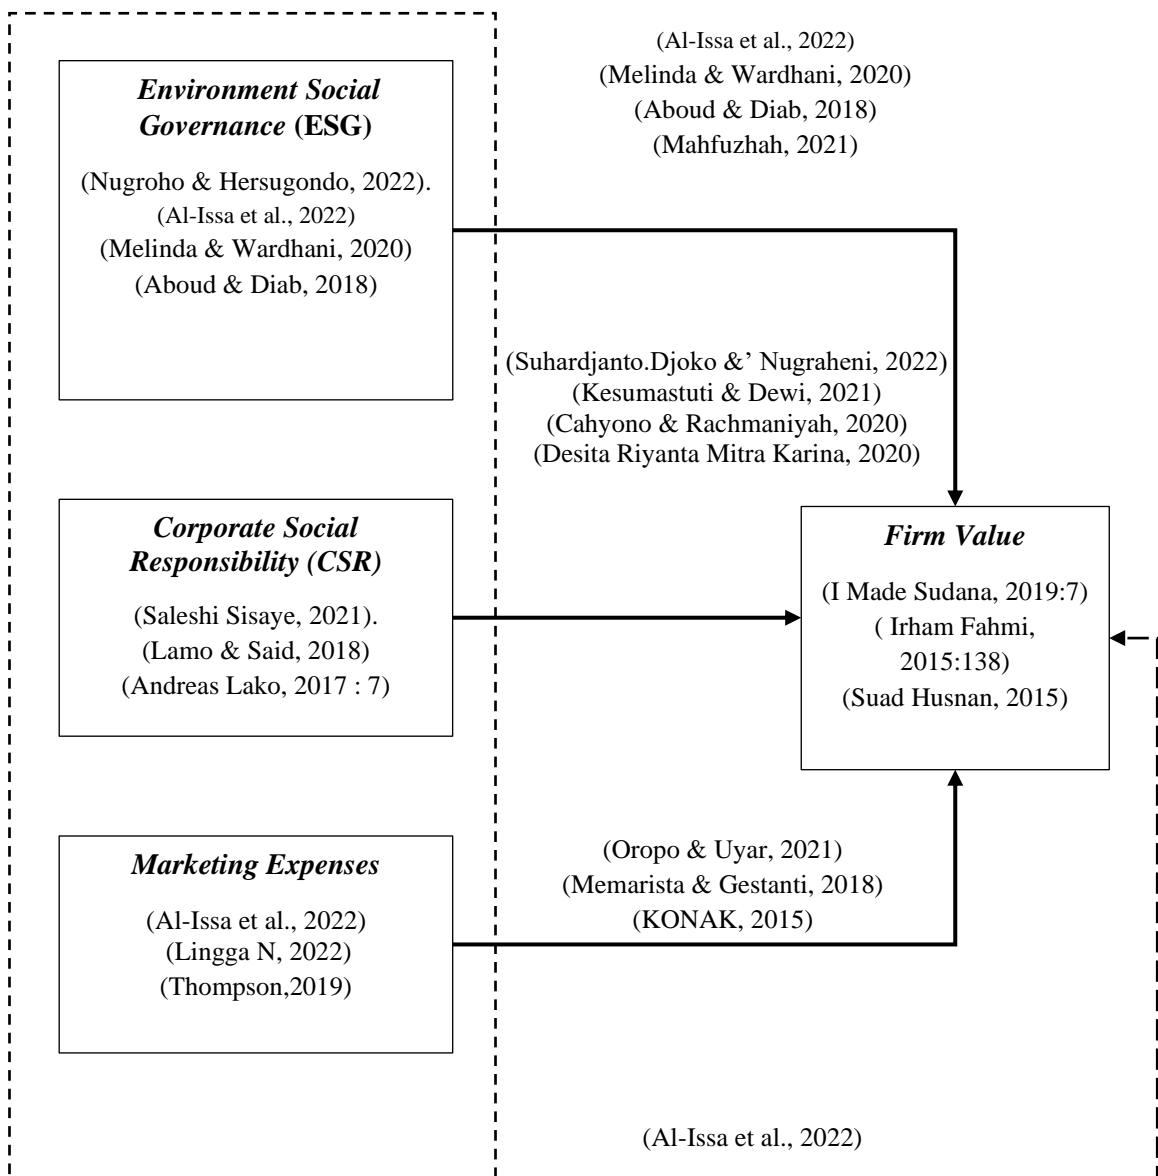 Environment Social
Governance (ESG)
(Nugroho & Hersugondo, 2022).
(Al-Issa et al., 2022)
(Melinda & Wardhani, 2020)
(Aboud & Diab, 2018)
(Al-Issa et al., 2022)
(Melinda & Wardhani, 2020)
(Aboud & Diab, 2018)
(Mahfuzhah, 2021)
(Suhardjanto.Djoko &’ Nugraheni, 2022)
(Kesumastuti & Dewi, 2021)
(Cahyono & Rachmaniyah, 2020)
(Desita Riyanta Mitra Karina, 2020)
Corporate Social
Responsibility (CSR)
(Saleshi Sisaye, 2021).
(Lamo & Said, 2018)
(Andreas Lako, 2017 : 7)
Firm Value
(I Made Sudana, 2019:7)
( Irham Fahmi,
2015:138)
(Suad Husnan, 2015)
Marketing Expenses
(Al-Issa et al., 2022)
(Lingga N, 2022)
(Thompson,2019)
(Oropo & Uyar, 2021)
(Memarista & Gestanti, 2018)
(KONAK, 2015)
(Al-Issa et al., 2022)